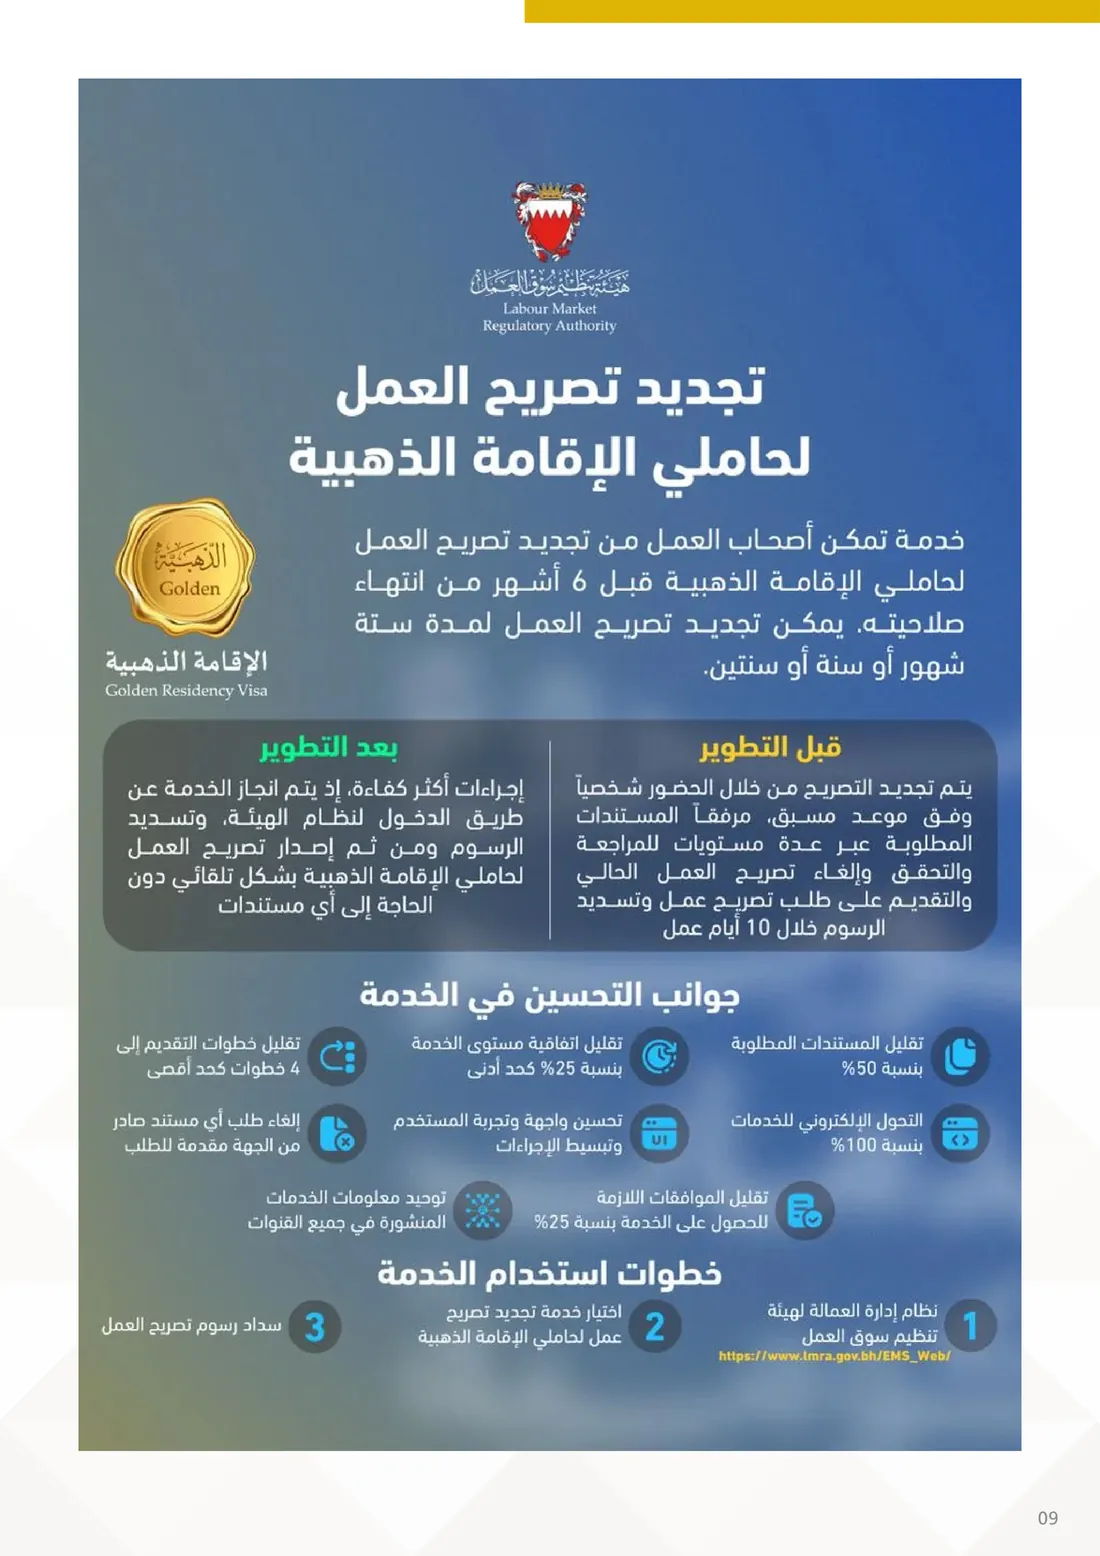 هيئة تنظيم سوق العمل
Labour Market
Regulatory Authority
تجديد تصريح العمل
لحاملي الإقامة الذهبية
خدمة تمكن أصحاب العمل من تجديد تصريح العمل
لحاملي الإقامة الذهبية قبل 6 أشهر من انتهاء
صلاحيته. يمكن تجديد تصريح العمل لمدة ستة
شهور أو سنة أو سنتين.
الذهبية
Golden
الإقامة الذهبية
Golden Residency Visa
قبل التطوير
يتم تجديد التصريح من خلال الحضور شخصياً
وفق موعد مسبق، مرفقاً المستندات
المطلوبة عبر عدة مستويات للمراجعة
والتحقق وإلغاء تصريح العمل الحالي
والتقديم على طلب تصريح عمل وتسديد
الرسوم خلال 10 أيام عمل
بعد التطوير
إجراءات أكثر كفاءة، إذ يتم انجاز الخدمة عن
طريق الدخول لنظام الهيئة، وتسديد
الرسوم ومن ثم إصدار تصريح العمل
لحاملي الإقامة الذهبية بشكل تلقائي دون
الحاجة إلى أي مستندات
جوانب التحسين في الخدمة
تقليل المستندات المطلوبة
بنسبة 50%
تقليل اتفاقية مستوى الخدمة
بنسبة 25% كحد أدنى
تقليل خطوات التقديم إلى
4 خطوات كحد أقصى
التحول الإلكتروني للخدمات
بنسبة 100%
UI
تحسين واجهة وتجربة المستخدم
وتبسيط الإجراءات
إلغاء طلب أي مستند صادر
من الجهة مقدمة للطلب
تقليل الموافقات اللازمة
للحصول على الخدمة بنسبة 25%
توحيد معلومات الخدمات
المنشورة في جميع القنوات
خطوات استخدام الخدمة
1
نظام إدارة العمالة لهيئة
تنظيم سوق العمل
https://www.lmra.gov.bh/EMS_Web/
2
اختيار خدمة تجديد تصريح
عمل لحاملي الإقامة الذهبية
3
سداد رسوم تصريح العمل
09